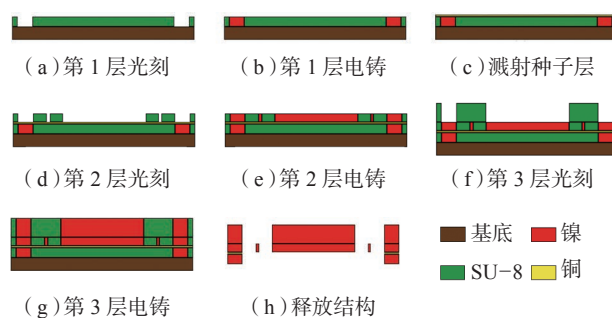 (a)第1层光刻
(b)第1层电铸
(c)溅射种子层
(d)第2层光刻
(e)第2层电铸
(f)第3层光刻
基底
镍
SU-8
铜
(g)第3层电铸
(h)释放结构